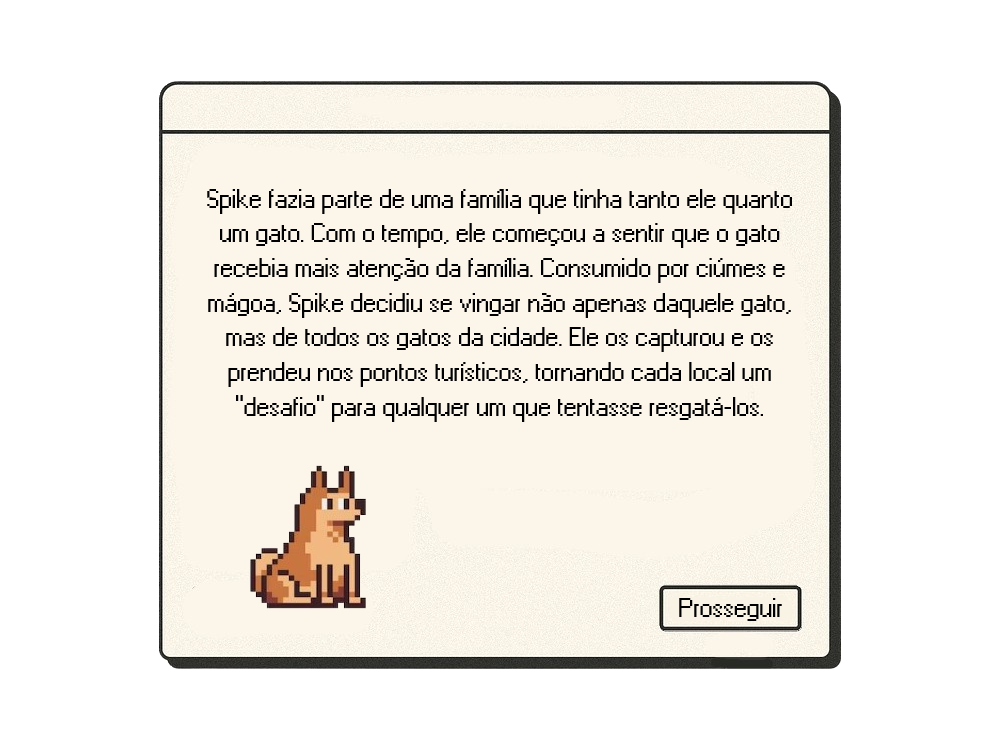 Spike fazia parte de uma família que tinha tanto ele quanto
um gato. Com o tempo, ele começou a sentir que o gato
recebia mais atenção da família. Consumido por ciúmes e
mágoa, Spike decidiu se vingar não apenas daquele gato,
mas de todos os gatos da cidade. Ele os capturou e os
prendeu nos pontos turísticos, tornando cada local um
"desafio" para qualquer um que tentasse resgatá-los.
Prosseguir